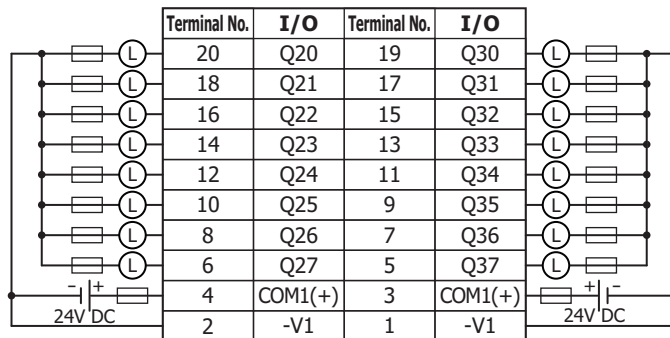 Terminal No. I/O Terminal No. I/O
L 20 Q20 19 Q30 L
L 18 Q21 17 Q31 L
L 16 Q22 15 Q32 L
L 14 Q23 13 Q33 L
L 12 Q24 11 Q34 L
L 10 Q25 9 Q35 L
L 8 Q26 7 Q36 L
L 6 Q27 5 Q37 L
- + 4 COM1(+) 3 COM1(+) + -
24V DC 2 -V1 1 -V1 24V DC